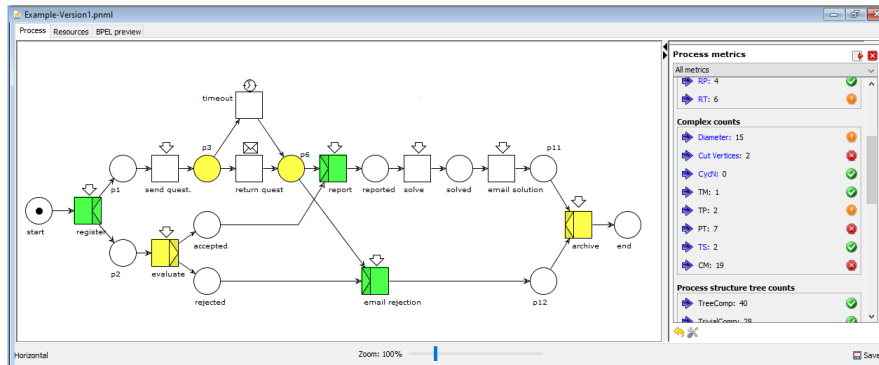 Example-Version1.pnml
Process Resources BPEL preview
timeout
p3
p6
p11
p1
send quest.
return quest
report
reported
solve
solved
email solution
start
register
accepted
archive
end
p2
evaluate
rejected
email rejection
p12
Horizontal
Zoom: 100%
Process metrics
All metrics
RP: 4
RT: 6
Complex counts
Diameter: 15
Cut Vertices: 2
CycN: 0
TM: 1
TP: 2
PT: 7
TS: 2
CM: 19
Process structure tree counts
TreeComp: 40
TrivialComp: 28
Save